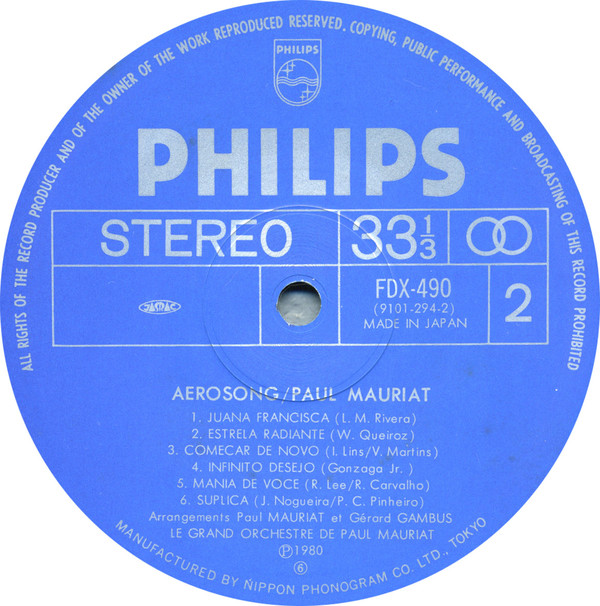 ALL RIGHTS OF THE RECORD PRODUCER AND OF THE OWNER OF THE WORK REPRODUCED RESERVED. COPYING, PUBLIC PERFORMANCE AND BROADCASTING OF THIS RECORD PROHIBITED
PHILIPS
PHILIPS
STEREO
33 1/3
FDX-490
(9101-294-2)
MADE IN JAPAN
2
JASRAC
AEROSONG/PAUL MAURIAT
1. JUANA FRANCISCA (L. M. Rivera)
2. ESTRELA RADIANTE (W. Queiroz)
3. COMECAR DE NOVO (I. Lins/V. Martins)
4. INFINITO DESEJO (Gonzaga Jr. )
5. MANIA DE VOCE (R. Lee/R. Carvalho)
6. SUPLICA (J. Nogueira/P. C. Pinheiro)
Arrangements Paul MAURIAT et Gérard GAMBUS
LE GRAND ORCHESTRE DE PAUL MAURIAT
Ⓟ1980
⑥
MANUFACTURED BY NIPPON PHONOGRAM CO. LTD., TOKYO